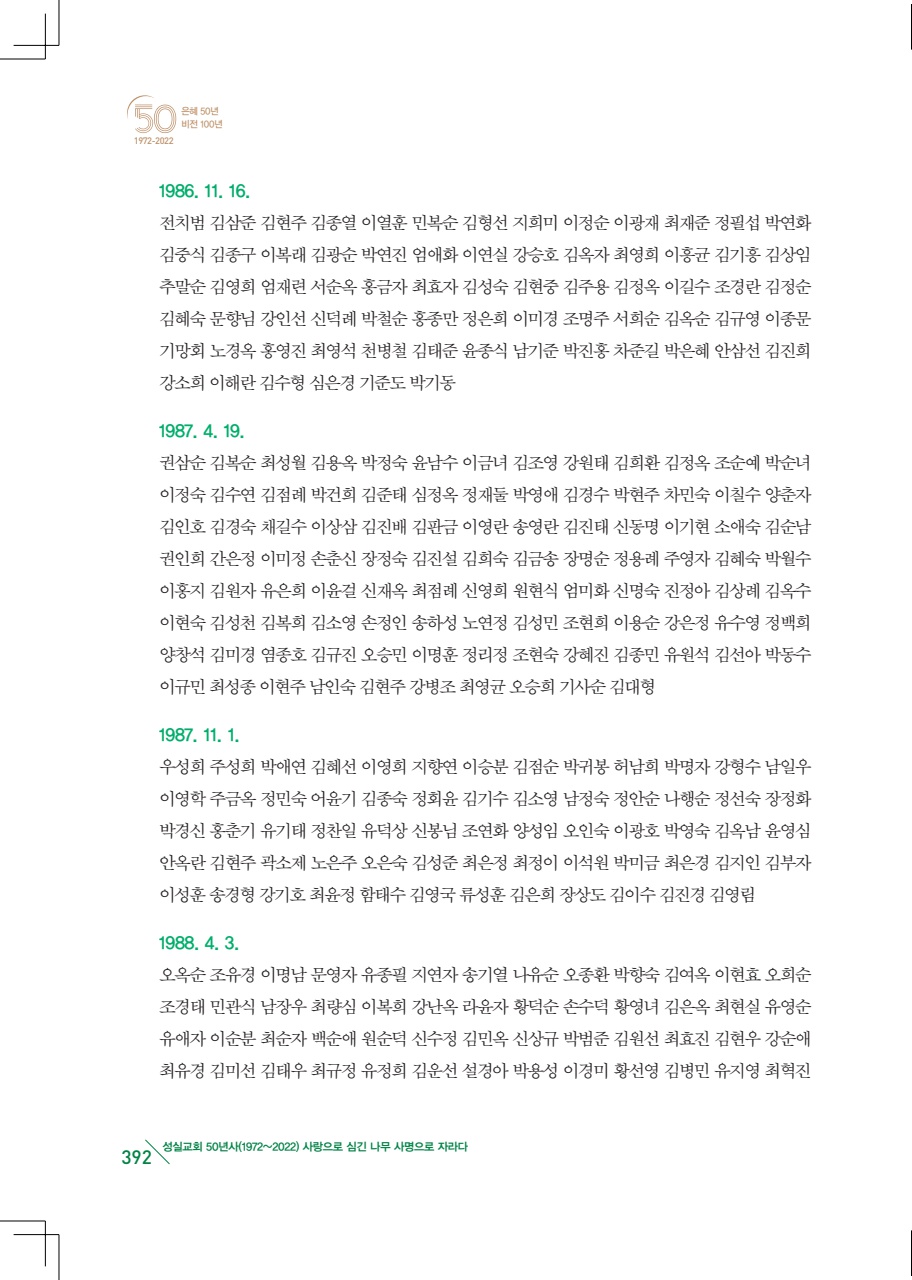 50
은혜 50년
비전 100년
1972-2022
1986. 11. 16.
전치범 김삼준 김현주 김종열 이열훈 민복순 김형선 지희미 이정순 이광재 최재준 정필섭 박연화
김중식 김종구 이복래 김광순 박연진 엄애화 이연실 강승호 김옥자 최영희 이흥균 김기흥 김상임
추말순 김영희 엄재련 서순옥 홍금자 최효자 김성숙 김현중 김주용 김정옥 이길수 조경란 김정순
김혜숙 문향님 강인선 신덕례 박철순 홍종만 정은희 이미경 조명주 서희순 김옥순 김규영 이종문
기망회 노경옥 홍영진 최영석 천병철 김태준 윤종식 남기준 박진홍 차준길 박은혜 안삼선 김진희
강소희 이해란 김수형 심은경 기준도 박기동
1987. 4. 19.
권삼순 김복순 최성월 김용옥 박정숙 윤남수 이금녀 김조영 강원태 김희환 김정옥 조순예 박순녀
이정숙 김수연 김점례 박건희 김준태 심정옥 정재둘 박영애 김경수 박현주 차민숙 이칠수 양춘자
김인호 김경숙 채길수 이상삼 김진배 김판금 이영란 송영란 김진태 신동명 이기현 소애숙 김순남
권인희 간은정 이미정 손춘신 장정숙 김진설 김희숙 김금송 장명순 정용례 주영자 김혜숙 박월수
이홍지 김원자 유은희 이윤걸 신재옥 최점례 신영희 원현식 엄미화 신명숙 진정아 김상례 김옥수
이현숙 김성천 김복희 김소영 손정인 송하성 노연정 김성민 조현희 이용순 강은정 유수영 정백희
양창석 김미경 염종호 김규진 오승민 이명훈 정리정 조현숙 강혜진 김종민 유원석 김선아 박동수
이규민 최성종 이현주 남인숙 김현주 강병조 최영균 오승희 기사순 김대형
1987. 11. 1.
우성희 주성희 박애연 김혜선 이영희 지향연 이승분 김점순 박귀봉 허남희 박명자 강형수 남일우
이영학 주금옥 정민숙 어윤기 김종숙 정회윤 김기수 김소영 남정숙 정안순 나행순 정선숙 장정화
박경신 홍춘기 유기태 정찬일 유덕상 신봉님 조연화 양성임 오인숙 이광호 박영숙 김옥남 윤영심
안옥란 김현주 곽소제 노은주 오은숙 김성준 최은정 최정이 이석원 박미금 최은경 김지인 김부자
이성훈 송경형 강기호 최윤정 함태수 김영국 류성훈 김은희 장상도 김이수 김진경 김영림
1988. 4. 3.
오옥순 조유경 이명남 문영자 유종필 지연자 송기열 나유순 오종환 박향숙 김여옥 이현효 오희순
조경태 민관식 남장우 최량심 이복희 강난옥 라윤자 황덕순 손수덕 황영녀 김은옥 최현실 유영순
유애자 이순분 최순자 백순애 원순덕 신수정 김민옥 신상규 박범준 김원선 최효진 김현우 강순애
최유경 김미선 김태우 최규정 유정희 김운선 설경아 박용성 이경미 황선영 김병민 유지영 최혁진
392 성실교회 50년사(1972~2022) 사랑으로 심긴 나무 사명으로 자라다